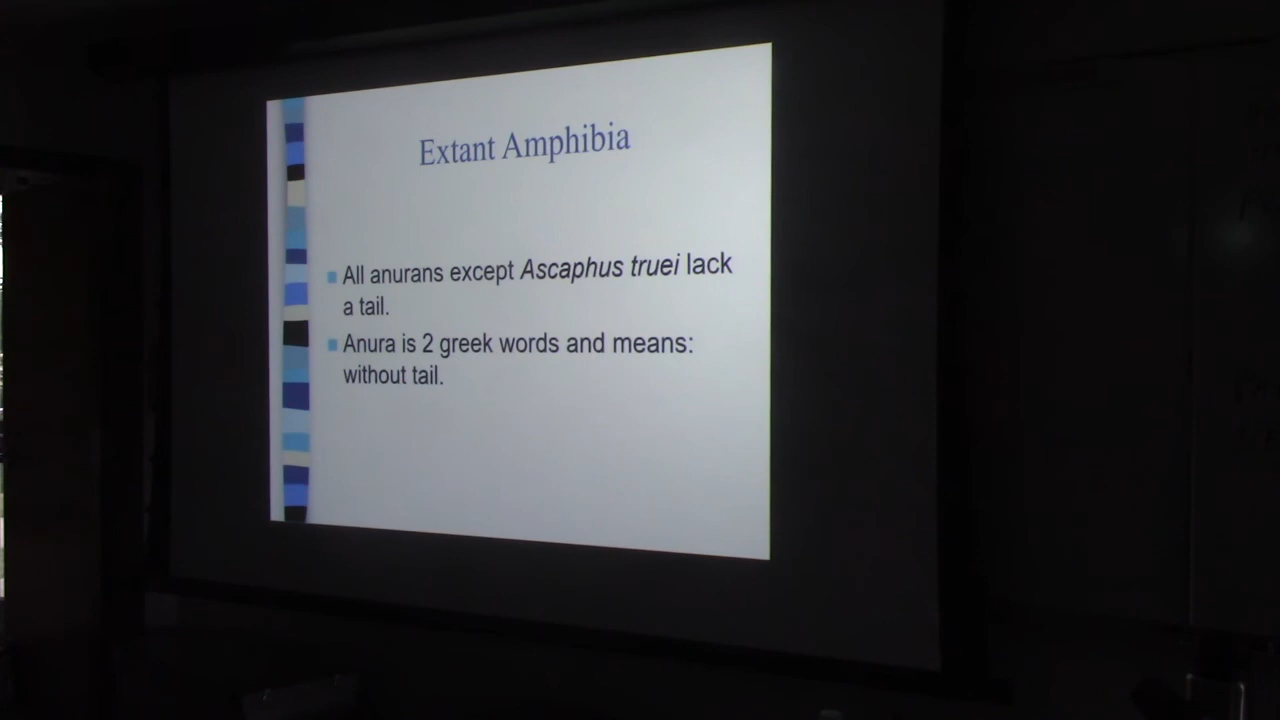 Extant Amphibia
All anurans except Ascaphus truei lack
a tail.
Anura is 2 greek words and means:
without tail.